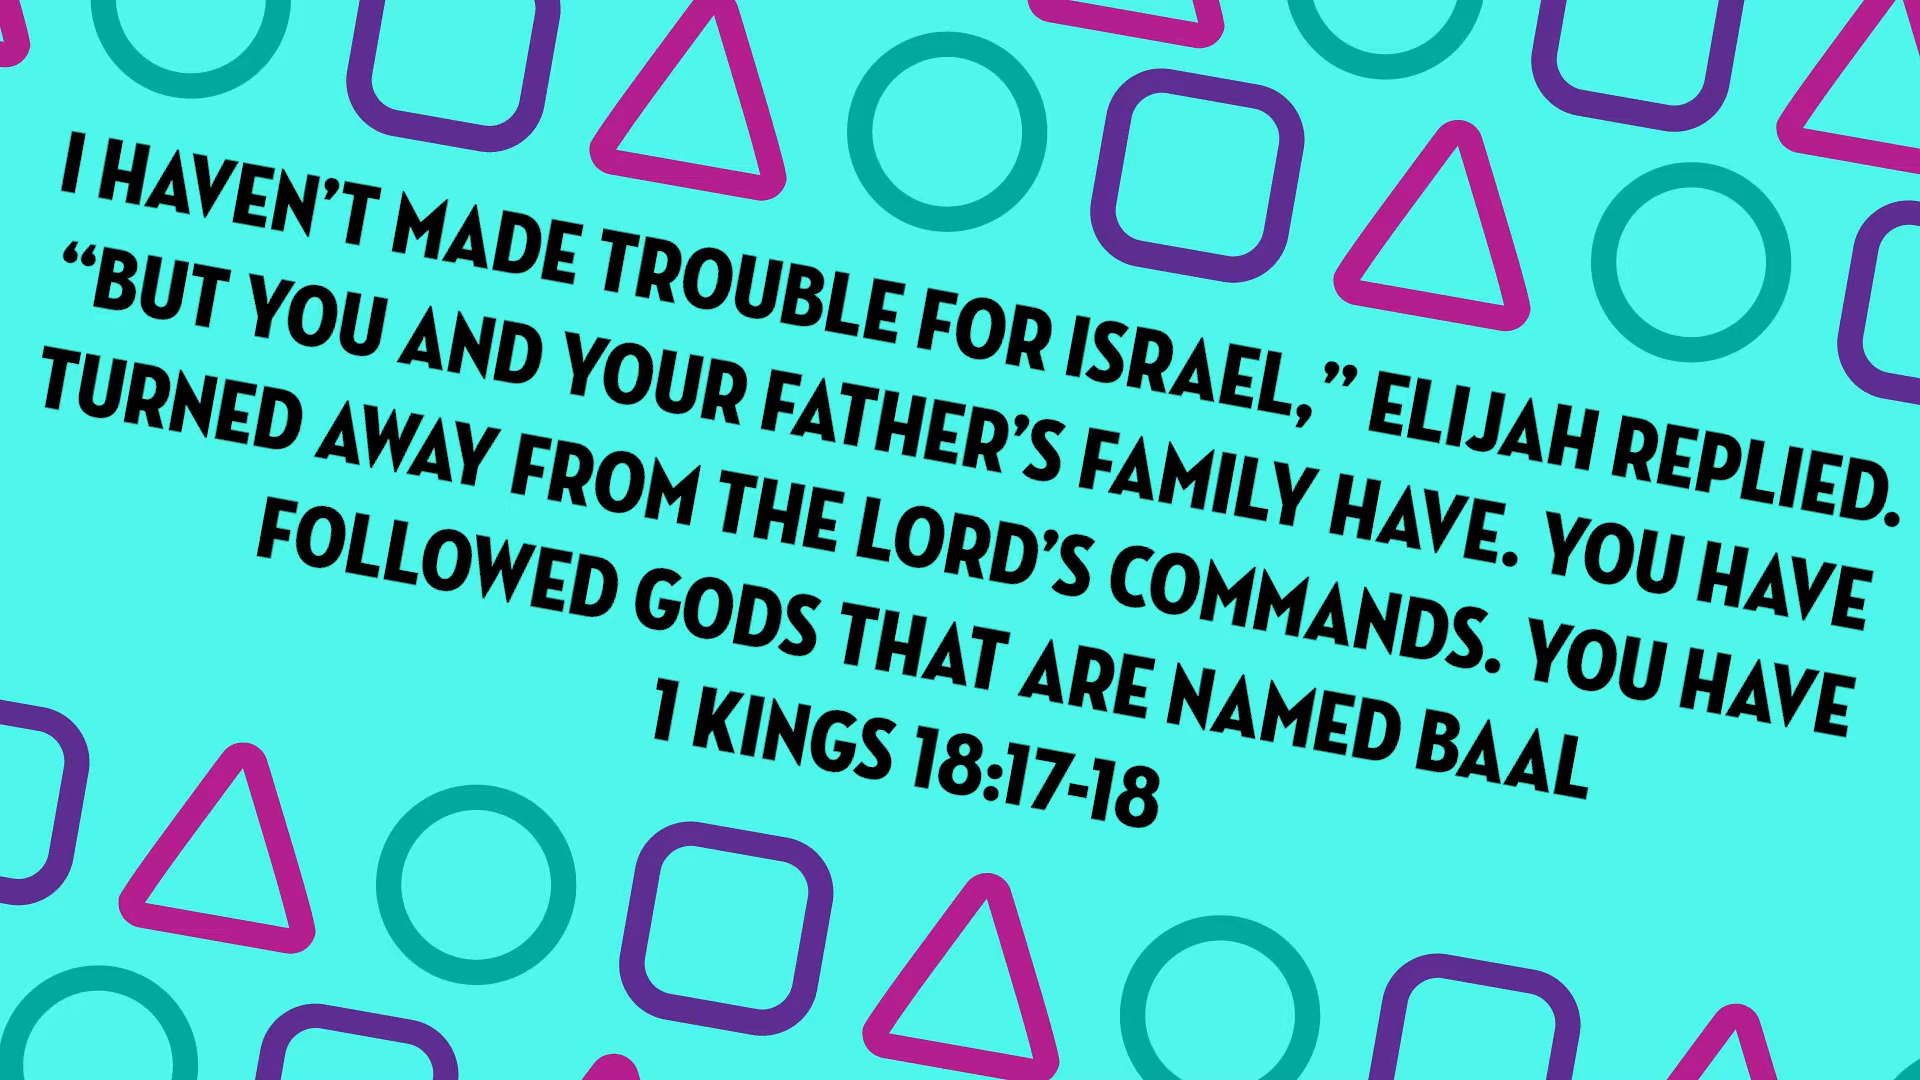 I HAVEN’T MADE TROUBLE FOR ISRAEL,” ELIJAH REPLIED.
“BUT YOU AND YOUR FATHER’S FAMILY HAVE. YOU HAVE
TURNED AWAY FROM THE LORD’S COMMANDS. YOU HAVE
FOLLOWED GODS THAT ARE NAMED BAAL
1 KINGS 18:17-18